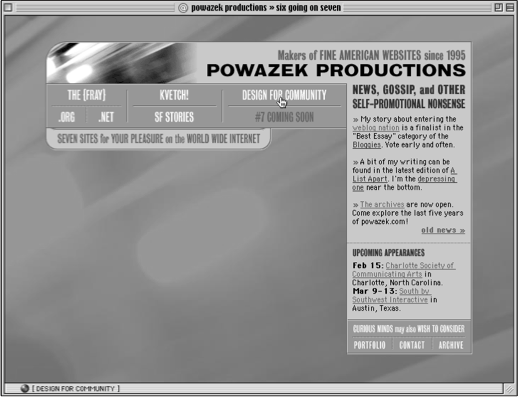 powazek productions » six going on seven
Makers of FINE AMERICAN WEBSITES since 1995
POWAZEK PRODUCTIONS
THE {FRAY} KVETCH! DESIGN FOR COMMUNITY
.ORG .NET SF STORIES #7 COMING SOON
SEVEN SITES for YOUR PLEASURE on the WORLD WIDE INTERNET
NEWS, GOSSIP, and OTHER
SELF-PROMOTIONAL NONSENSE
» My story about entering the
weblog nation is a finalist in the
"Best Essay" category of the
Bloggies. Vote early and often.
» A bit of my writing can be
found in the latest edition of A
List Apart. I'm the depressing
one near the bottom.
» The archives are now open.
Come explore the last five years
of powazek.com!
old news »
UPCOMING APPEARANCES
Feb 15: Charlotte Society of
Communicating Arts in
Charlotte, North Carolina.
Mar 9-13: South by
Southwest Interactive in
Austin, Texas.
CURIOUS MINDS may also WISH TO CONSIDER
PORTFOLIO CONTACT ARCHIVE
[ DESIGN FOR COMMUNITY ]